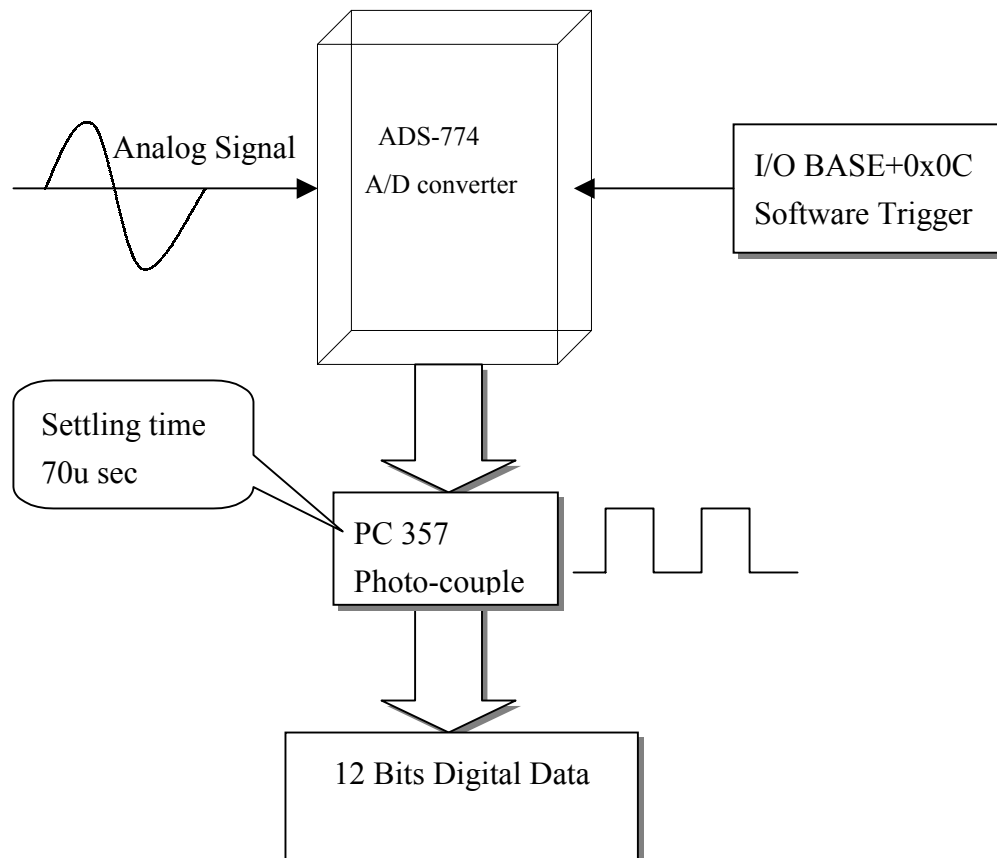 Analog Signal
ADS-774
A/D converter
I/O BASE+0x0C
Software Trigger
Settling time
70u sec
PC 357
Photo-couple
12 Bits Digital Data